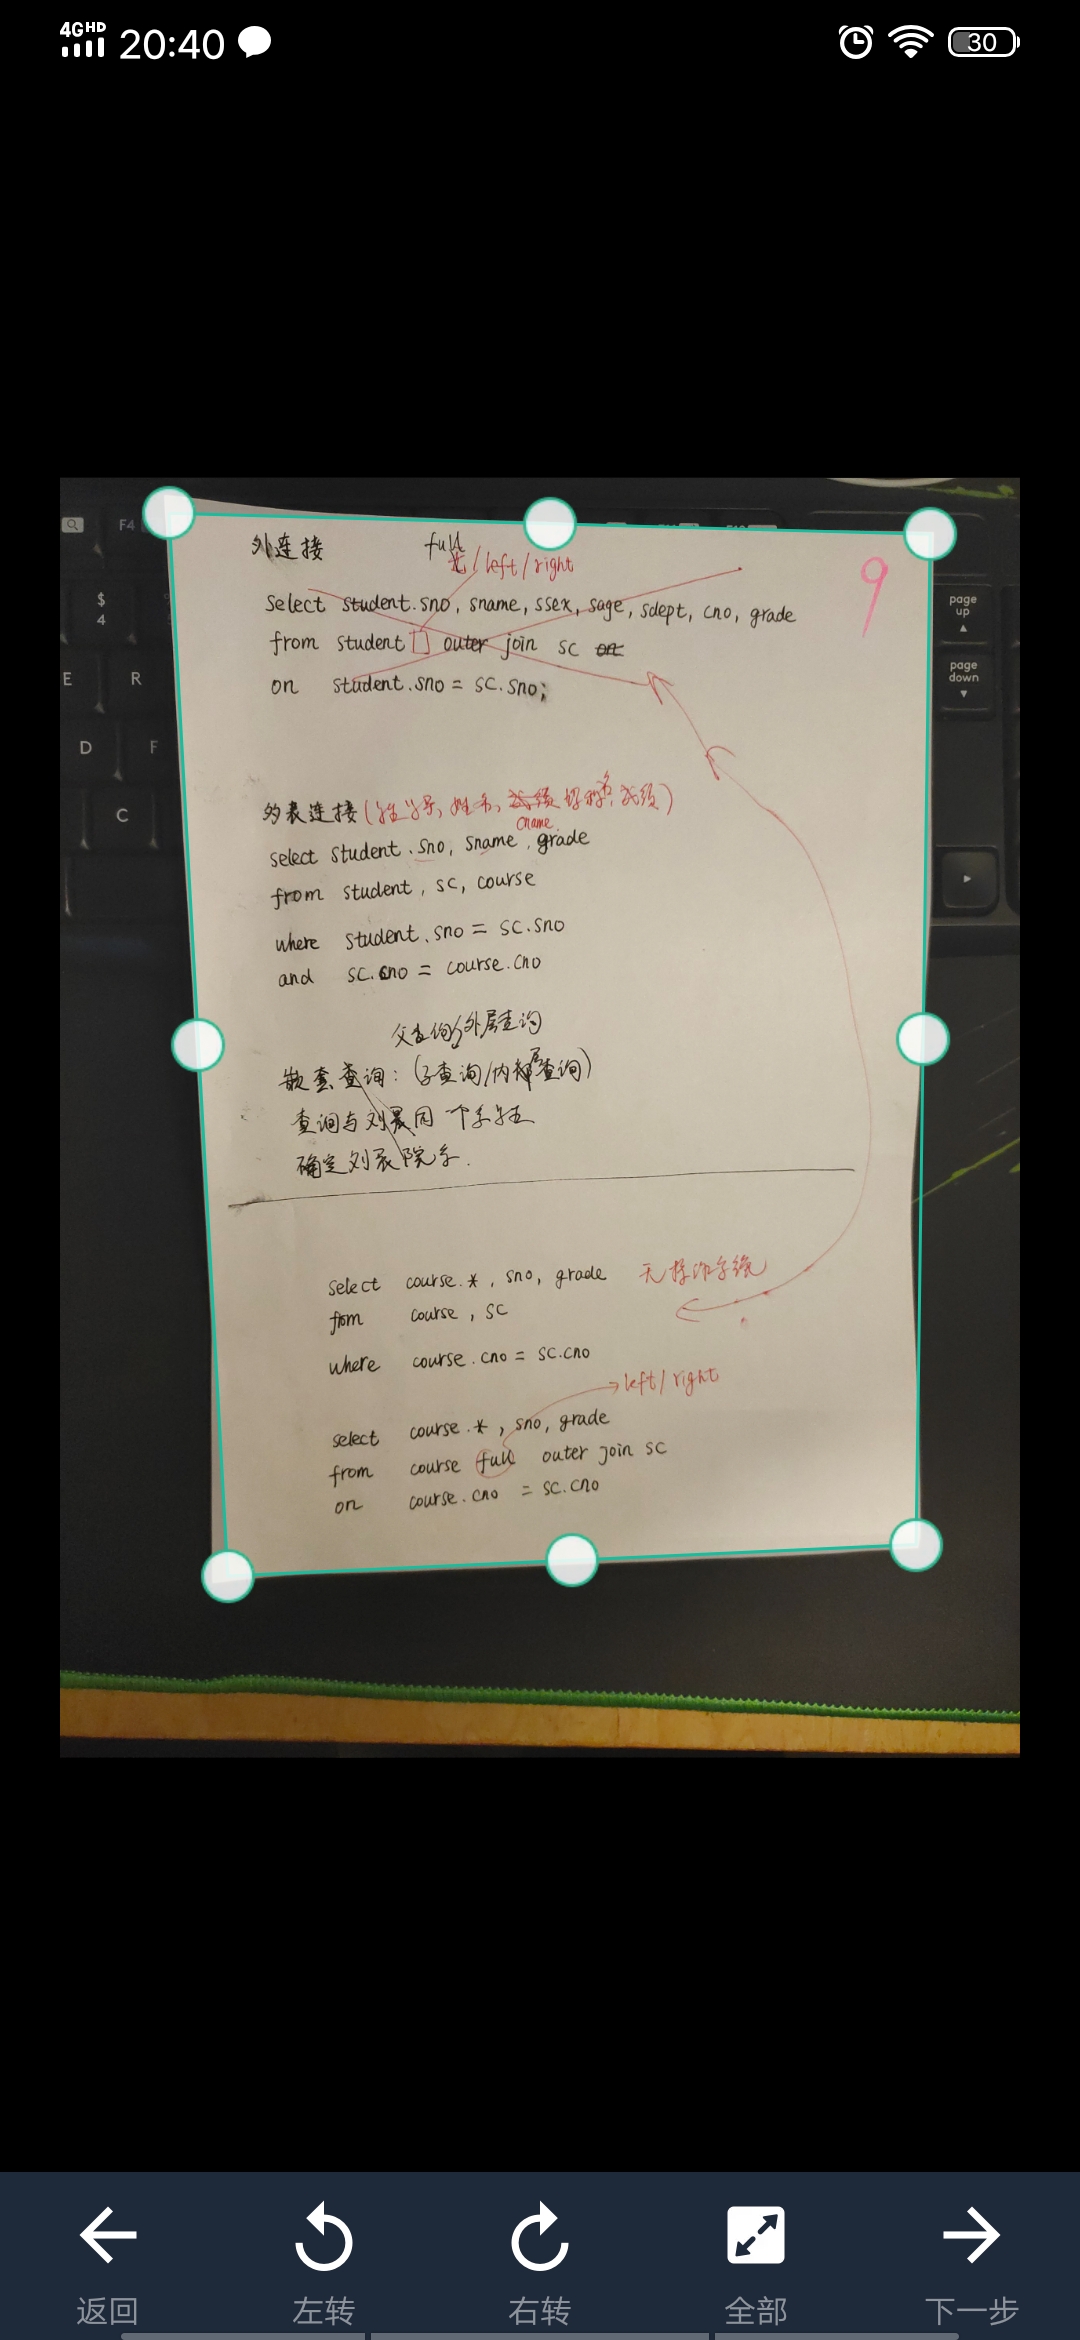 4G HD 20:40 30
F4
$
4
E R
D F
C
page
up
page
down
9
外连接 full
/ left / right
select student.sno, sname, ssex, sage, sdept, cno, grade
from student outer join sc on
on student.sno = sc.sno;
多表连接 (学生学号, 姓名, 成绩 课程名, 成绩)
cname
select student.sno, sname, grade
from student, sc, course
where student.sno = sc.sno
and sc.cno = course.cno
父查询/外层查询
嵌套查询: (子查询/内层查询)
查询与刘晨同一个系学生
确定刘晨院系.
select course.*, sno, grade
from course, sc
where course.cno = sc.cno
left / right
select course.*, sno, grade
from course full outer join sc
on course.cno = sc.cno
返回 左转 右转 全部 下一步